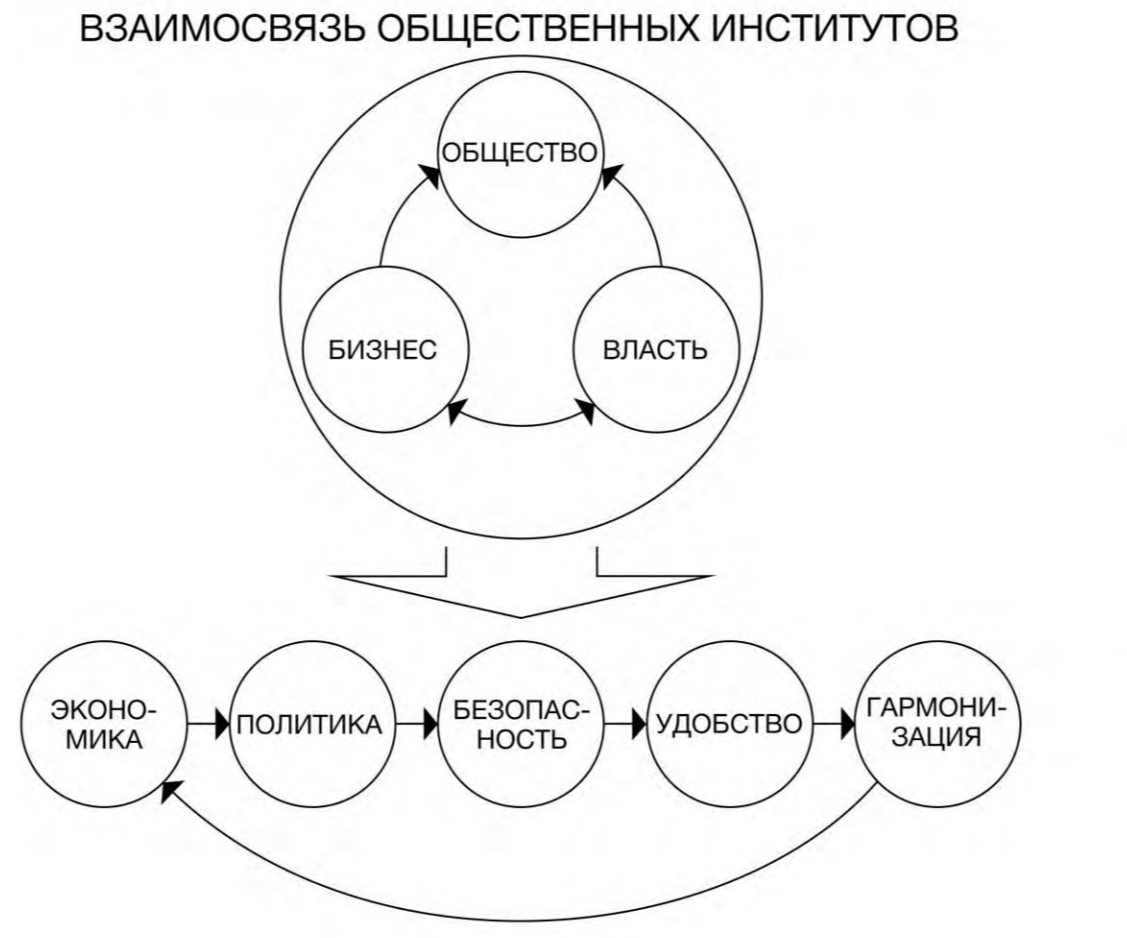 ВЗАИМОСВЯЗЬ ОБЩЕСТВЕННЫХ ИНСТИТУТОВ
ОБЩЕСТВО
БИЗНЕС
ВЛАСТЬ
ЭКОНО-
МИКА
ПОЛИТИКА
БЕЗОПАС-
НОСТЬ
УДОБСТВО
ГАРМОНИ-
ЗАЦИЯ